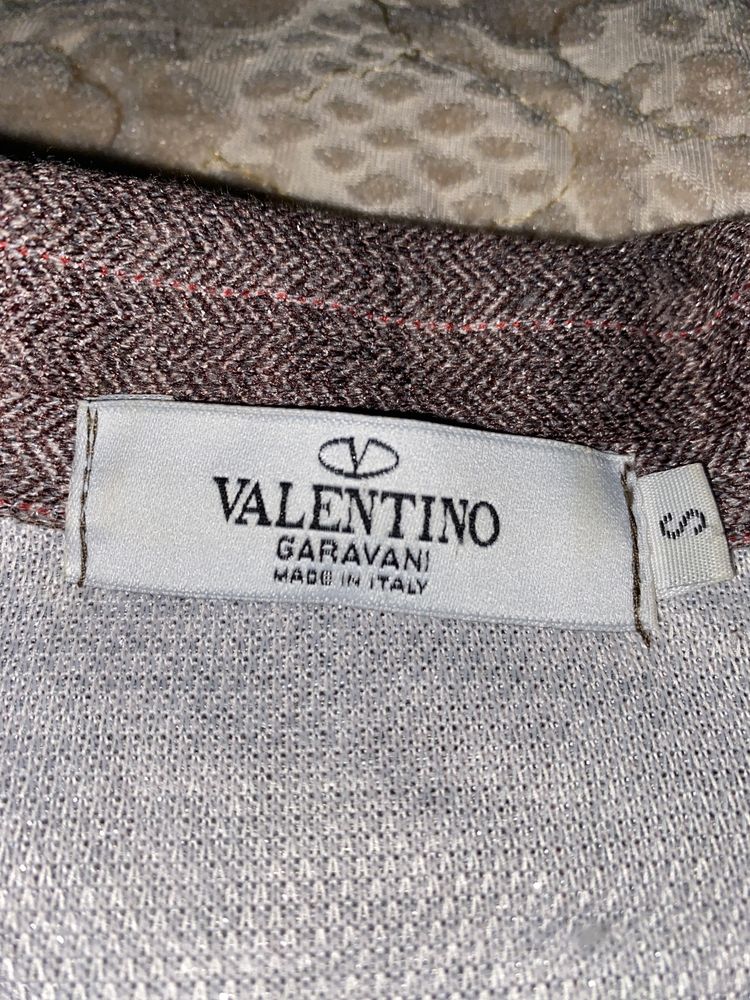 V
VALENTINO
GARAVANI
MADE IN ITALY
S